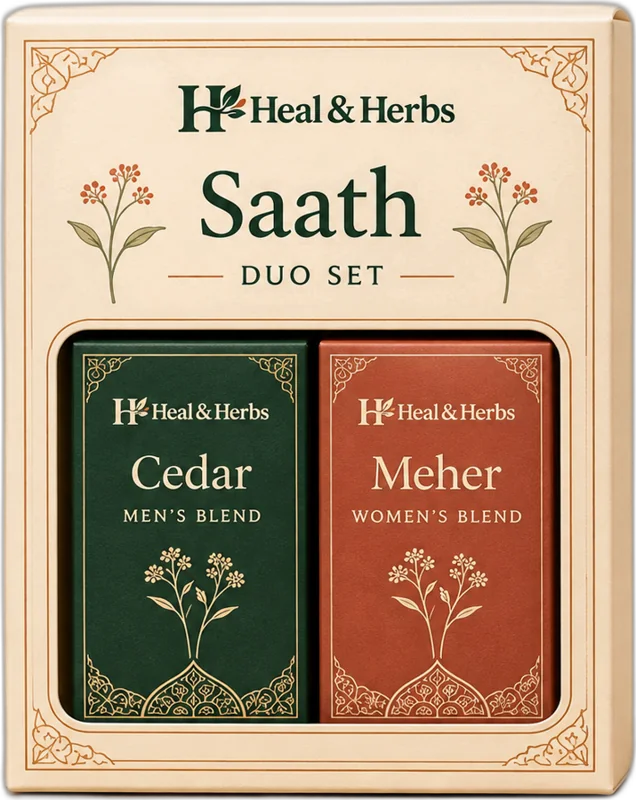 Heal & Herbs
Saath
DUO SET
Heal & Herbs
Cedar
MEN'S BLEND
Heal & Herbs
Meher
WOMEN'S BLEND